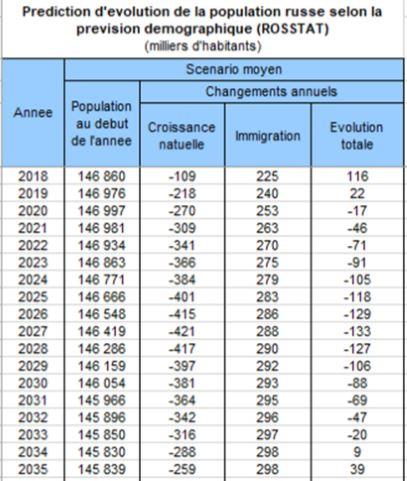 Prediction d'evolution de la population russe selon la
prevision demographique (ROSSTAT)
(milliers d'habitants)
Scenario moyen
Annee
Population
au debut
de l'annee
Changements annuels
Croissance
natuelle
Immigration
Evolution
totale
2018 146 860 -109 225 116
2019 146 976 -218 240 22
2020 146 997 -270 253 -17
2021 146 981 -309 263 -46
2022 146 934 -341 270 -71
2023 146 863 -366 275 -91
2024 146 771 -384 279 -105
2025 146 666 -401 283 -118
2026 146 548 -415 286 -129
2027 146 419 -421 288 -133
2028 146 286 -417 290 -127
2029 146 159 -397 292 -106
2030 146 054 -381 293 -88
2031 145 966 -364 295 -69
2032 145 896 -342 296 -47
2033 145 850 -316 297 -20
2034 145 830 -288 298 9
2035 145 839 -259 298 39